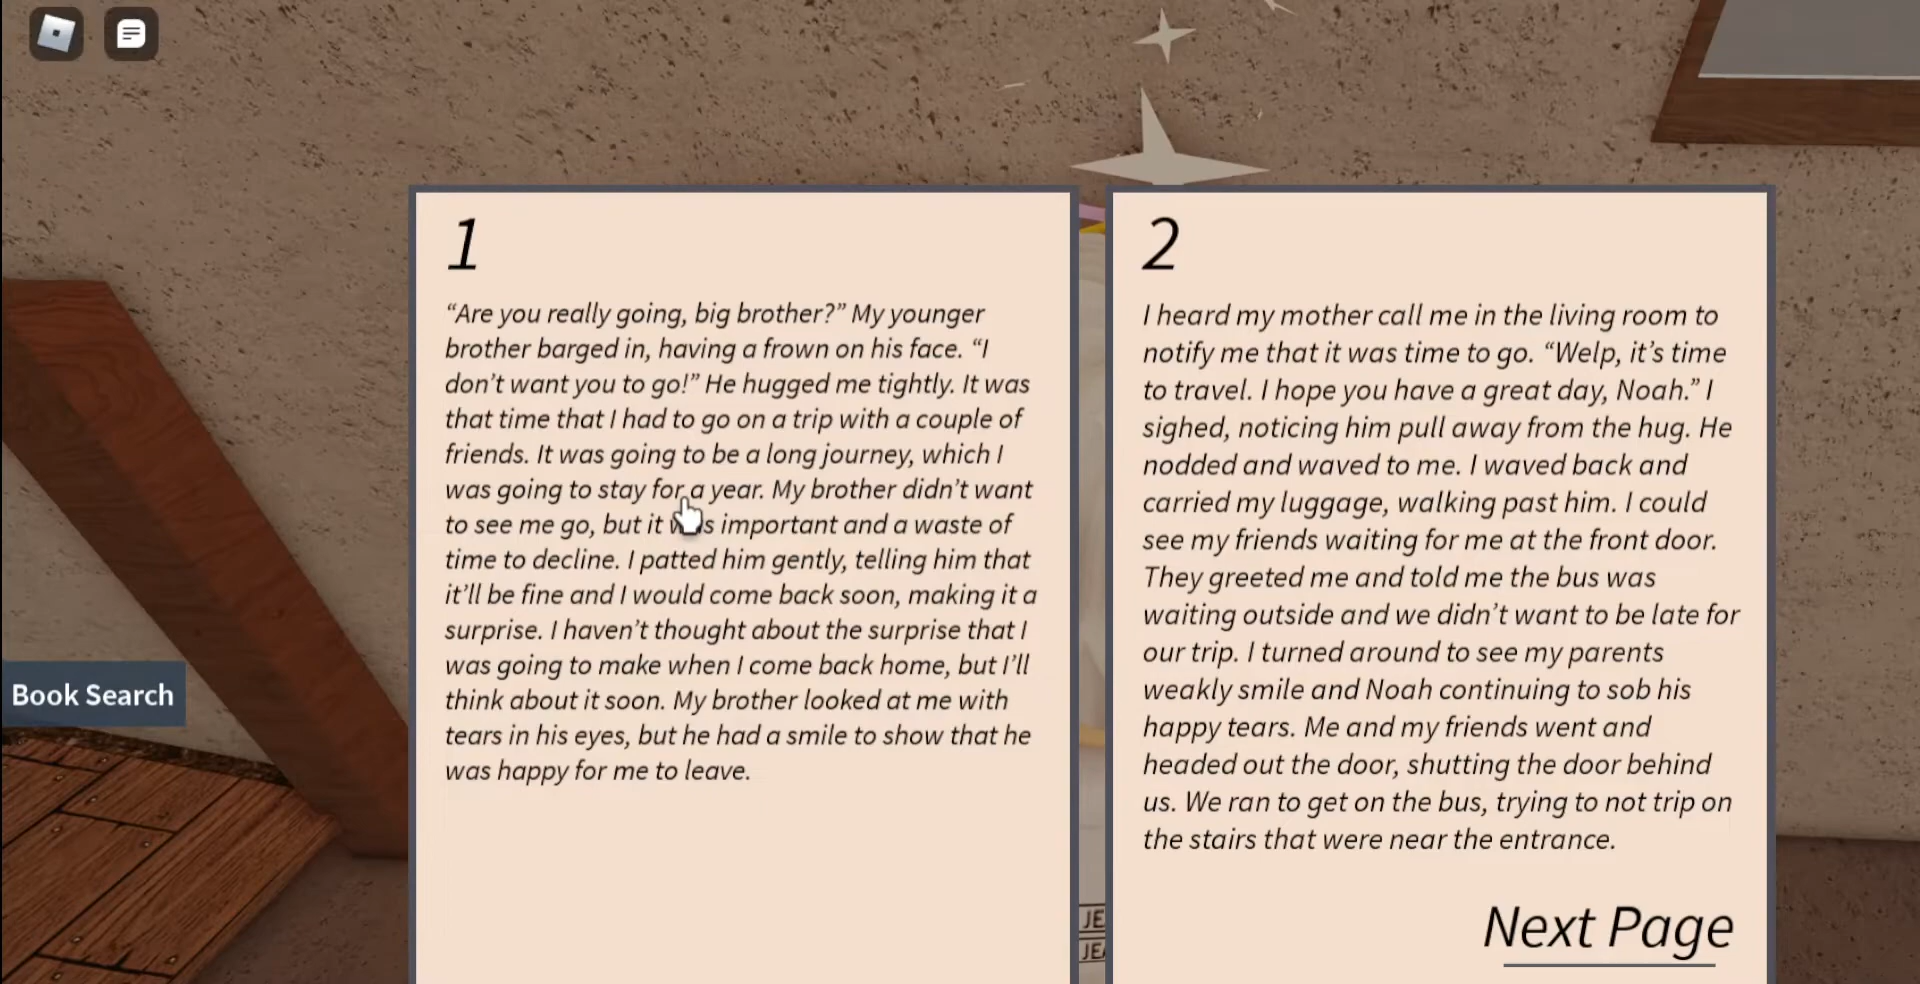 1
“Are you really going, big brother?” My younger
brother barged in, having a frown on his face. “I
don’t want you to go!” He hugged me tightly. It was
that time that I had to go on a trip with a couple of
friends. It was going to be a long journey, which I
was going to stay for a year. My brother didn’t want
to see me go, but it was important and a waste of
time to decline. I patted him gently, telling him that
it’ll be fine and I would come back soon, making it a
surprise. I haven’t thought about the surprise that I
was going to make when I come back home, but I’ll
think about it soon. My brother looked at me with
tears in his eyes, but he had a smile to show that he
was happy for me to leave.
2
I heard my mother call me in the living room to
notify me that it was time to go. “Welp, it’s time
to travel. I hope you have a great day, Noah.” I
sighed, noticing him pull away from the hug. He
nodded and waved to me. I waved back and
carried my luggage, walking past him. I could
see my friends waiting for me at the front door.
They greeted me and told me the bus was
waiting outside and we didn’t want to be late for
our trip. I turned around to see my parents
weakly smile and Noah continuing to sob his
happy tears. Me and my friends went and
headed out the door, shutting the door behind
us. We ran to get on the bus, trying to not trip on
the stairs that were near the entrance.
Next Page
Book Search